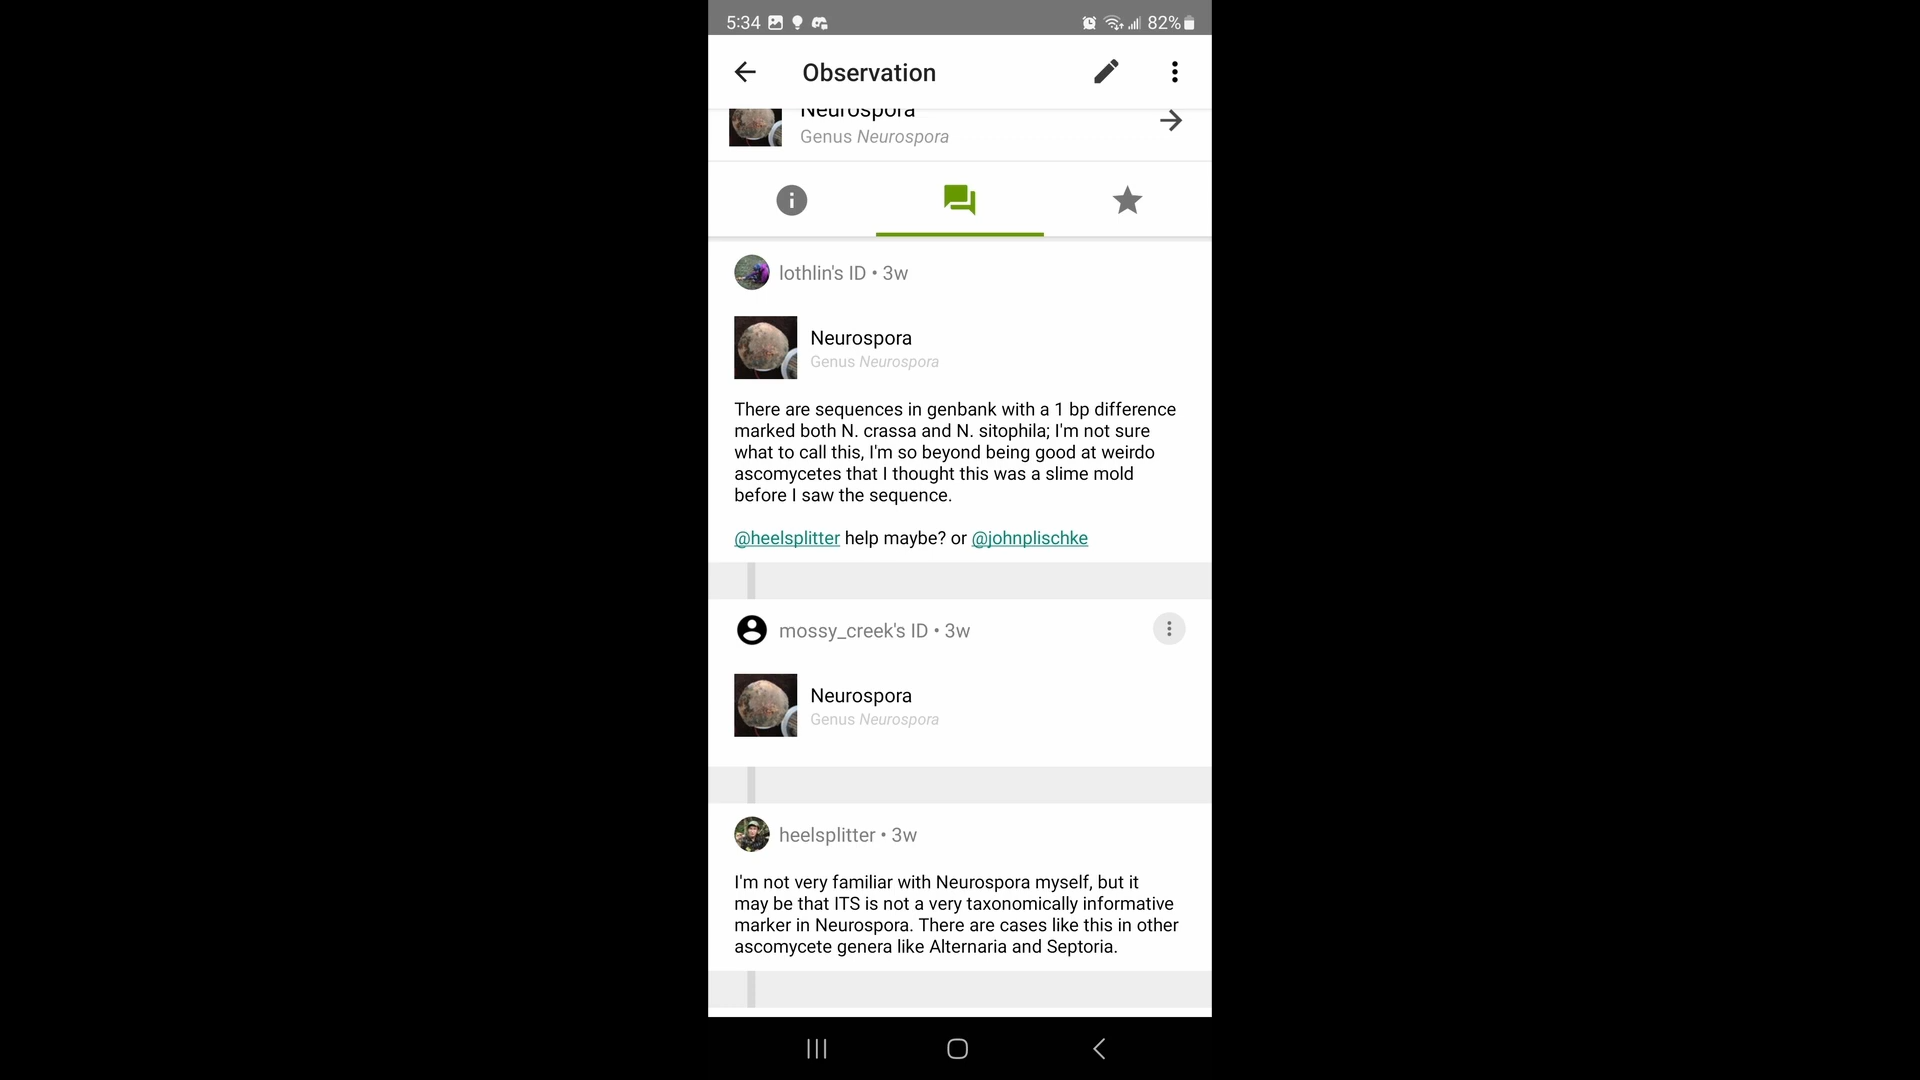 5:34 82%
Observation
Neurospora
Genus Neurospora
lothlin's ID • 3w
Neurospora
Genus Neurospora
There are sequences in genbank with a 1 bp difference
marked both N. crassa and N. sitophila; I'm not sure
what to call this, I'm so beyond being good at weirdo
ascomycetes that I thought this was a slime mold
before I saw the sequence.
@heelsplitter help maybe? or @johnplischke
mossy_creek's ID • 3w
Neurospora
Genus Neurospora
heelsplitter • 3w
I'm not very familiar with Neurospora myself, but it
may be that ITS is not a very taxonomically informative
marker in Neurospora. There are cases like this in other
ascomycete genera like Alternaria and Septoria.